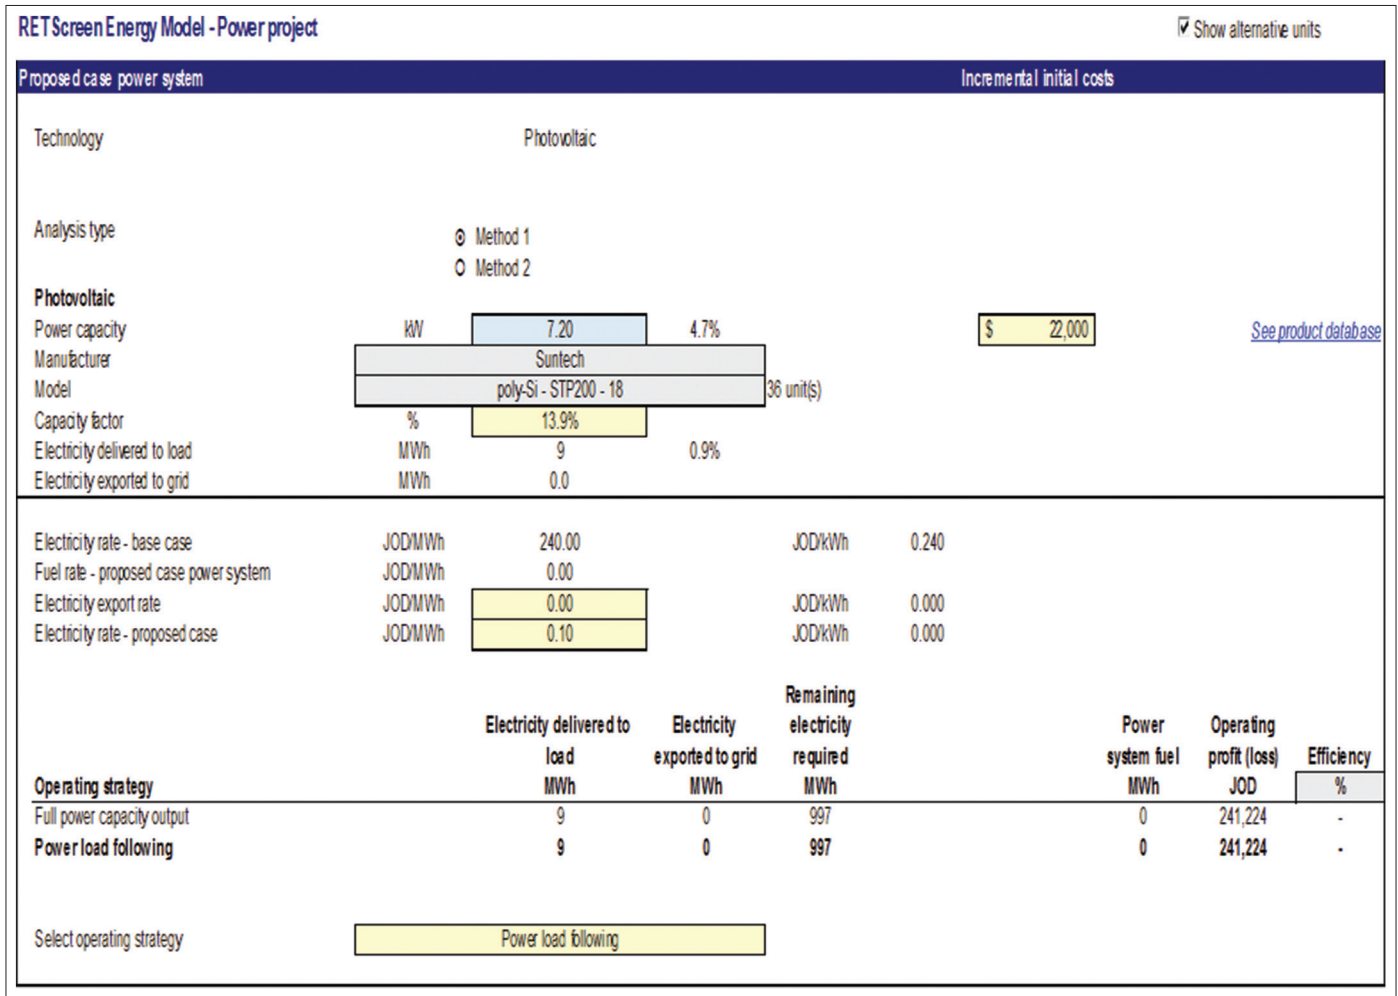 RETScreen Energy Model - Power project
Show alternative units
Proposed case power system Incremental initial costs
Technology Photovoltaic
Analysis type
Method 1
Method 2
Photovoltaic
Power capacity kW 7.20 4.7% $ 22,000 See product database
Manufacturer Suntech
Model poly-Si - STP200 - 18 36 unit(s)
Capacity factor % 13.9%
Electricity delivered to load MWh 9 0.9%
Electricity exported to grid MWh 0.0
Electricity rate - base case JOD/MWh 240.00 JOD/kWh 0.240
Fuel rate - proposed case power system JOD/MWh 0.00
Electricity export rate JOD/MWh 0.00 JOD/kWh 0.000
Electricity rate - proposed case JOD/MWh 0.10 JOD/kWh 0.000
Remaining
Electricity delivered to Electricity electricity Power Operating
load exported to grid required system fuel profit (loss) Efficiency
Operating strategy MWh MWh MWh MWh JOD %
Full power capacity output 9 0 997 0 241,224 -
Power load following 9 0 997 0 241,224 -
Select operating strategy Power load following